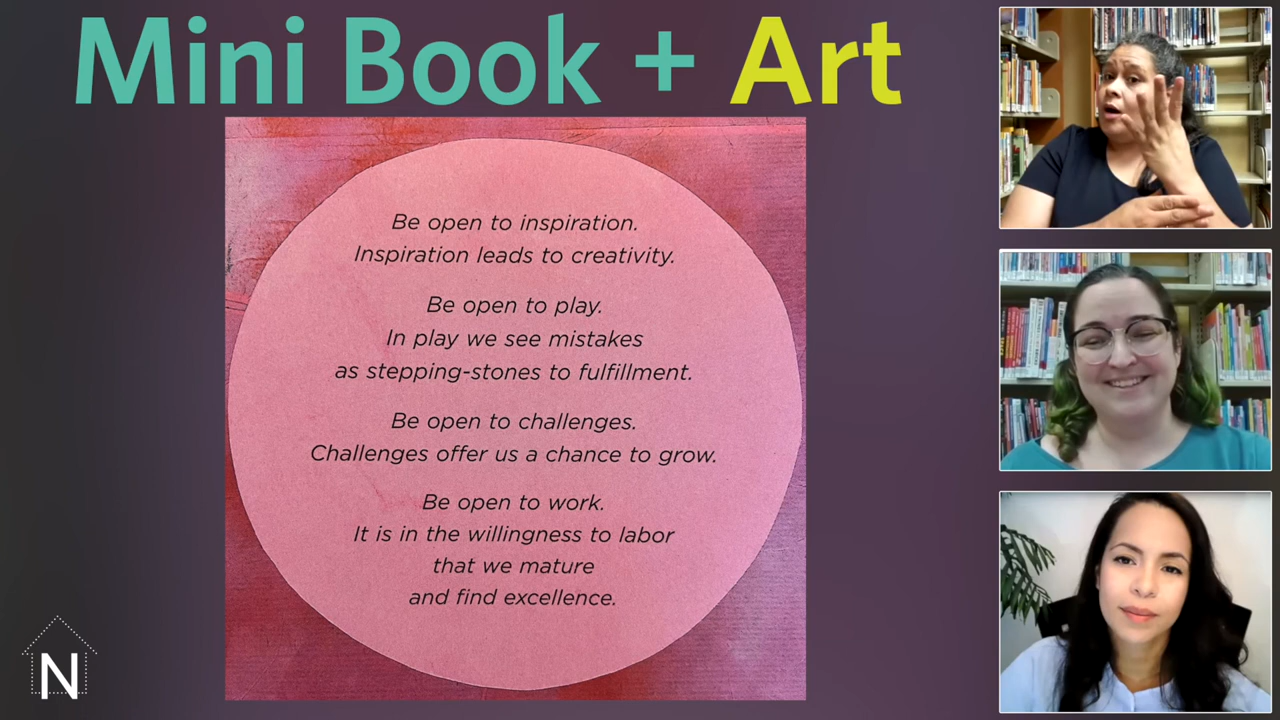 Mini Book + Art
Be open to inspiration.
Inspiration leads to creativity.
Be open to play.
In play we see mistakes
as stepping-stones to fulfillment.
Be open to challenges.
Challenges offer us a chance to grow.
Be open to work.
It is in the willingness to labor
that we mature
and find excellence.
N